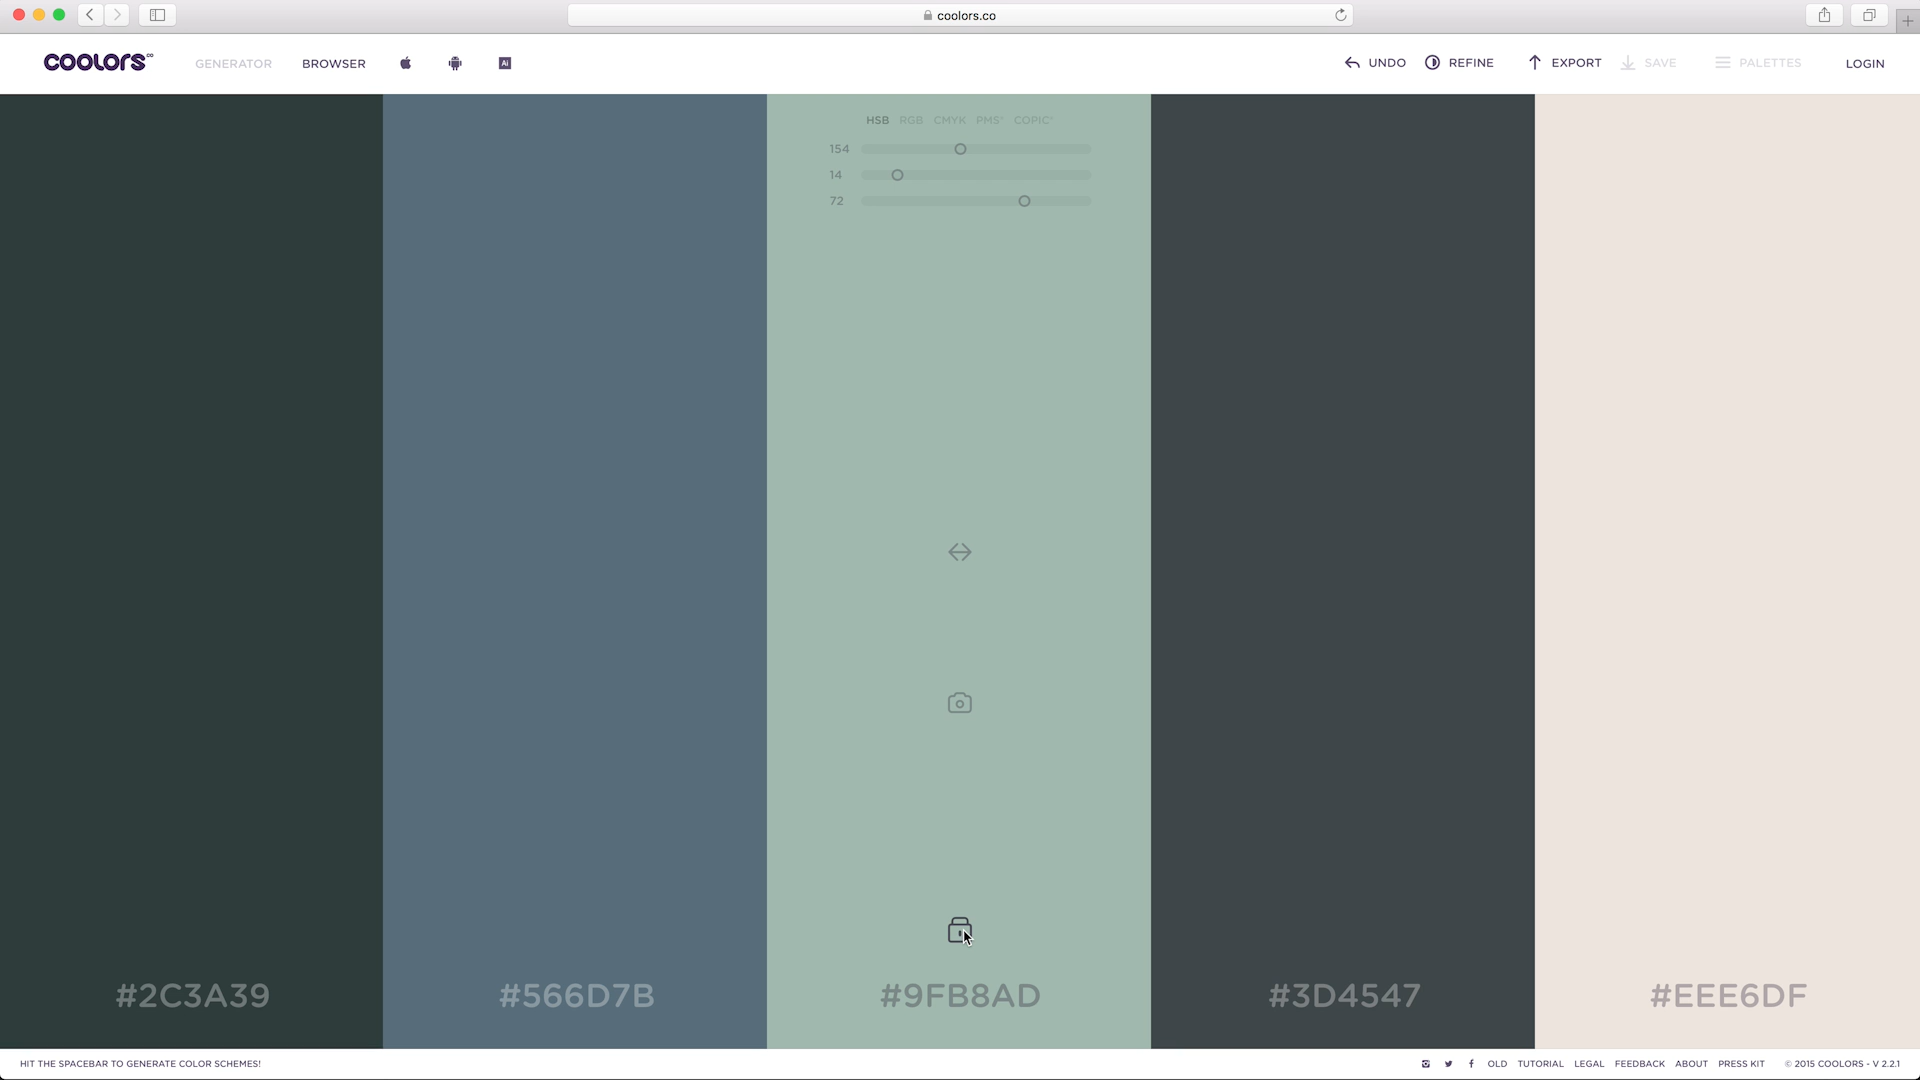 coolors.co
COOLORS.CO
GENERATOR
BROWSER
Ai
UNDO
REFINE
EXPORT
SAVE
PALETTES
LOGIN
HSB RGB CMYK PMS® COPIC®
154
14
72
#2C3A39
#566D7B
#9FB8AD
#3D4547
#EEE6DF
HIT THE SPACEBAR TO GENERATE COLOR SCHEMES!
OLD TUTORIAL LEGAL FEEDBACK ABOUT PRESS KIT © 2015 COOLORS - V 2.2.1